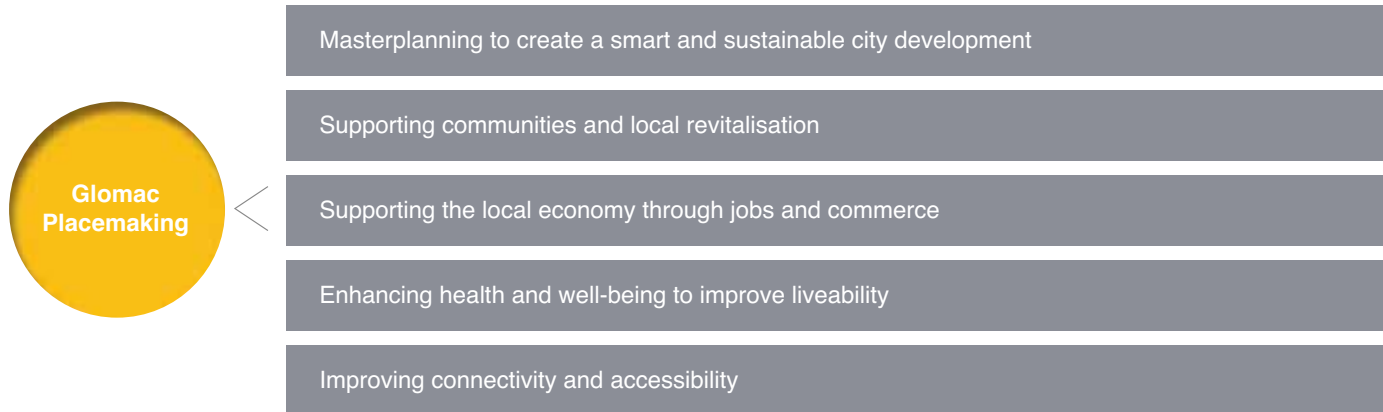 Glomac
Placemaking
Masterplanning to create a smart and sustainable city development
Supporting communities and local revitalisation
Supporting the local economy through jobs and commerce
Enhancing health and well-being to improve liveability
Improving connectivity and accessibility